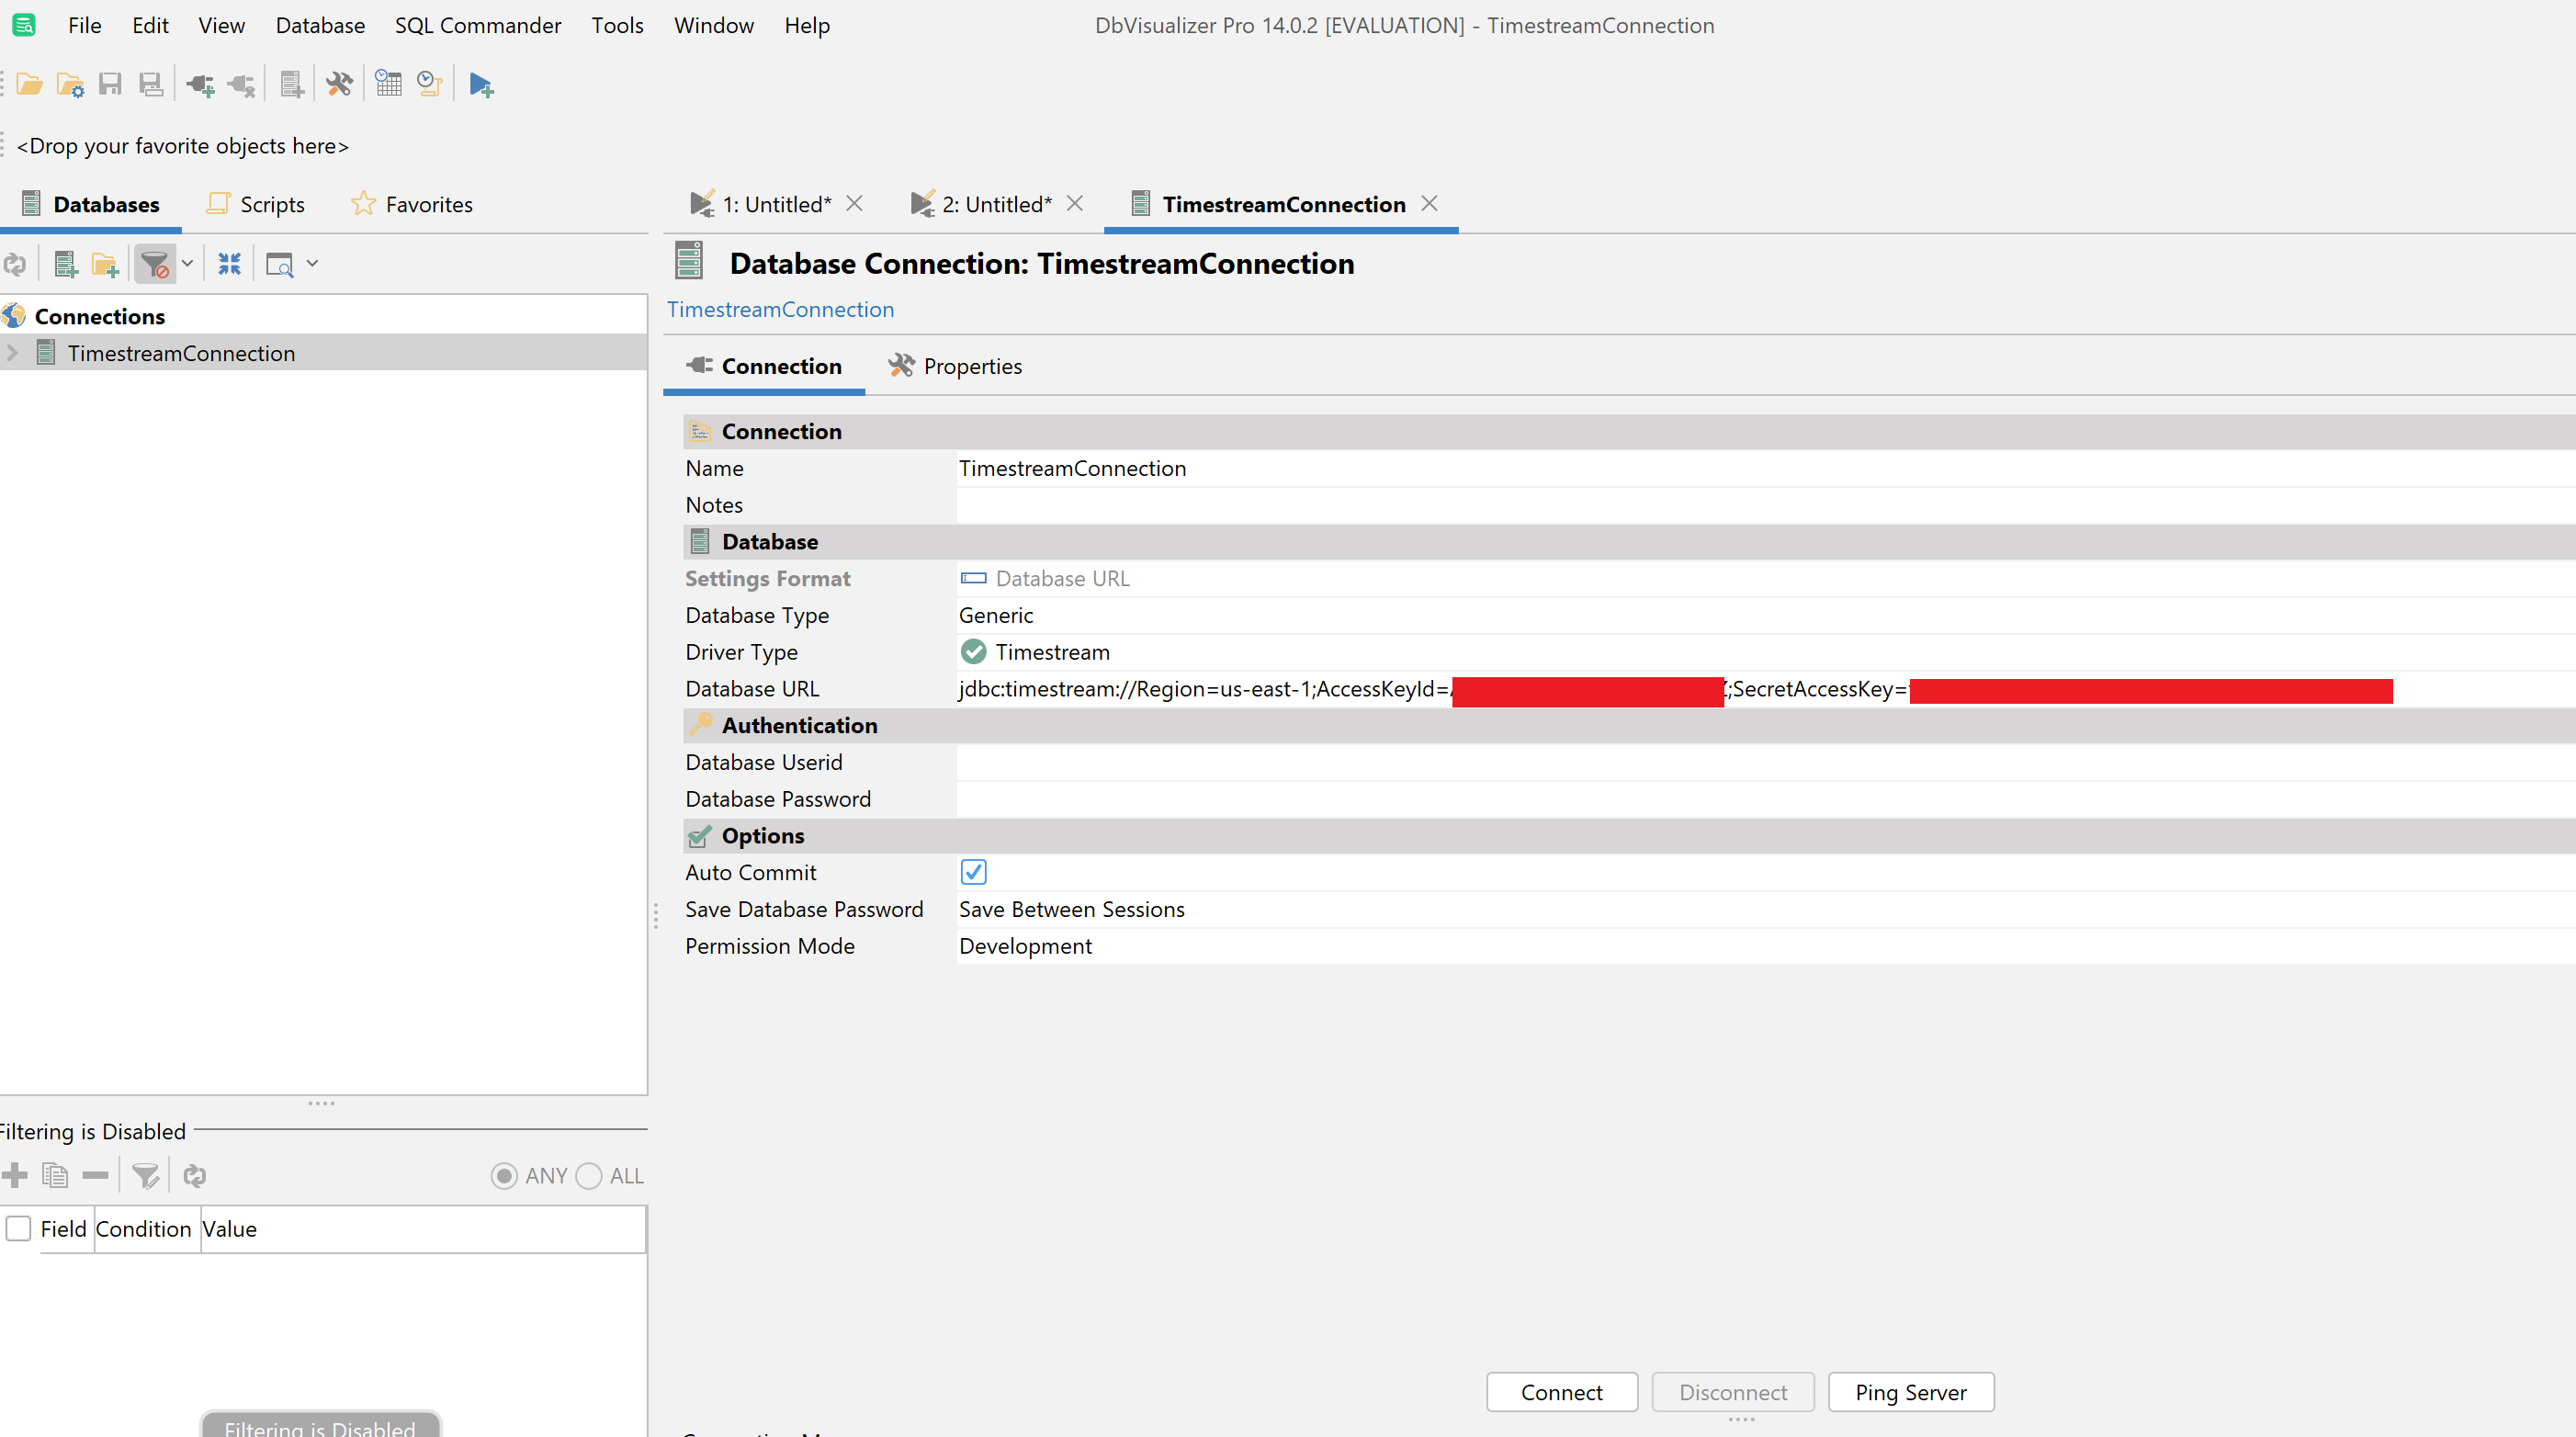 File Edit View Database SQL Commander Tools Window Help
DbVisualizer Pro 14.0.2 [EVALUATION] - TimestreamConnection
<Drop your favorite objects here>
Databases Scripts Favorites
1: Untitled* 2: Untitled* TimestreamConnection
Database Connection: TimestreamConnection
TimestreamConnection
Connections
TimestreamConnection
Connection Properties
Connection
Name TimestreamConnection
Notes
Database
Settings Format Database URL
Database Type Generic
Driver Type Timestream
Database URL jdbc:timestream://Region=us-east-1;AccessKeyId= ;SecretAccessKey=
Authentication
Database Userid
Database Password
Options
Auto Commit
Save Database Password Save Between Sessions
Permission Mode Development
Filtering is Disabled
ANY ALL
Field Condition Value
Filtering is Disabled
Connect Disconnect Ping Server